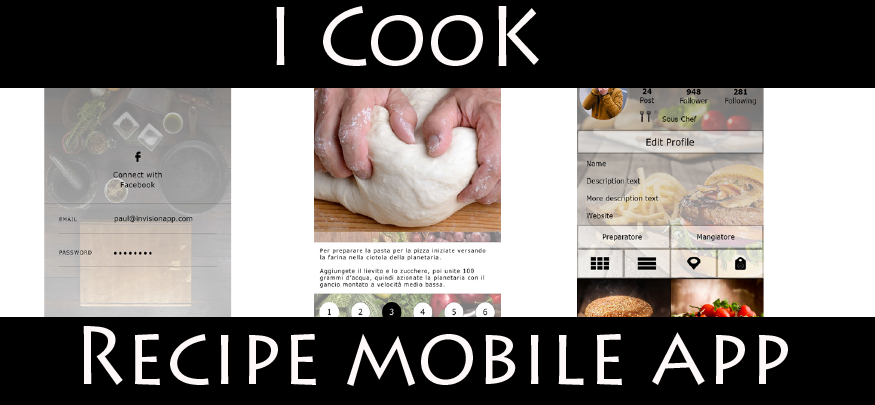 I COOK
f
Connect with
Facebook
EMAIL paul@invisionapp.com
PASSWORD ••••••••
Per preparare la pasta per la pizza iniziate versando
la farina nella ciotola della planetaria.
Aggiungete il lievito e lo zucchero, poi unite 100
grammi d'acqua, quindi azionate la planetaria con il
gancio montato a velocità medio bassa.
1 2 3 4 5 6
24 948 281
Post Follower Following
Sous Chef
Edit Profile
Name
Description text
More description text
Website
Preparatore Mangiatore
RECIPE MOBILE APP